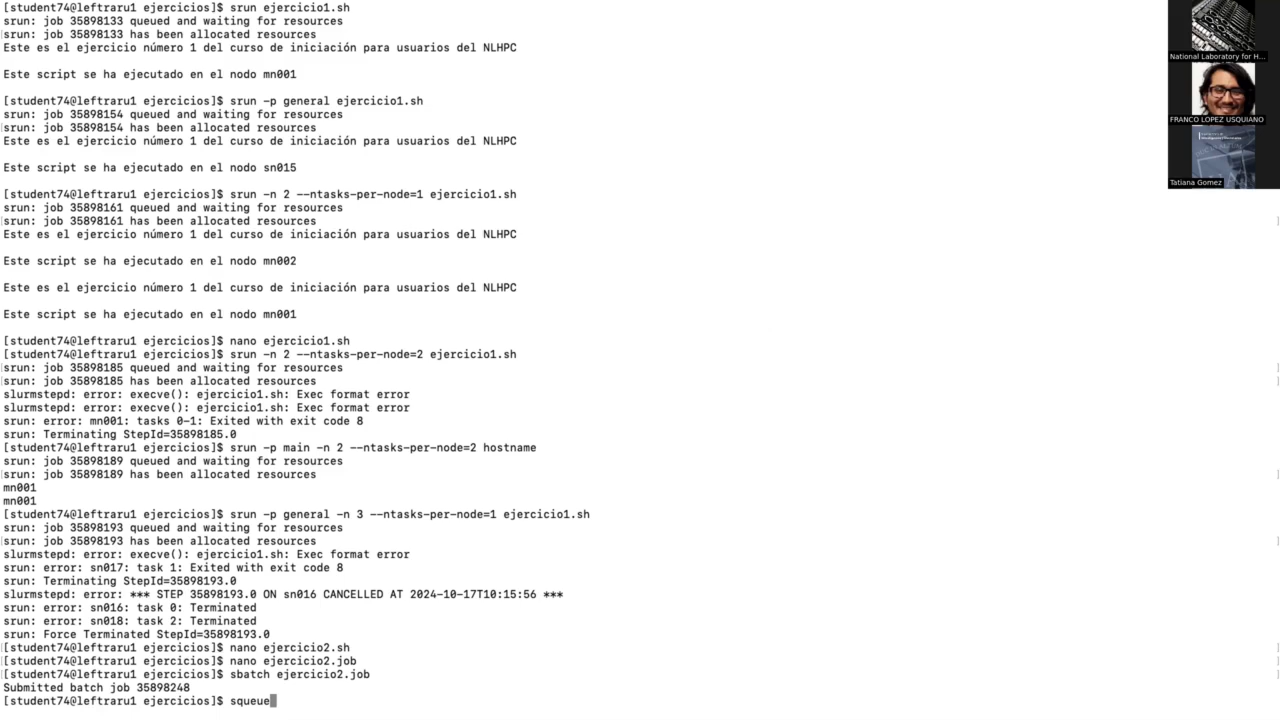 [student74@leftraru1 ejercicios]$ srun ejercicio1.sh
srun: job 35898133 queued and waiting for resources
srun: job 35898133 has been allocated resources
Este es el ejercicio número 1 del curso de iniciación para usuarios del NLHPC
Este script se ha ejecutado en el nodo mn001
[student74@leftraru1 ejercicios]$ srun -p general ejercicio1.sh
srun: job 35898154 queued and waiting for resources
srun: job 35898154 has been allocated resources
Este es el ejercicio número 1 del curso de iniciación para usuarios del NLHPC
Este script se ha ejecutado en el nodo sn015
[student74@leftraru1 ejercicios]$ srun -n 2 --ntasks-per-node=1 ejercicio1.sh
srun: job 35898161 queued and waiting for resources
srun: job 35898161 has been allocated resources
Este es el ejercicio número 1 del curso de iniciación para usuarios del NLHPC
Este script se ha ejecutado en el nodo mn002
Este es el ejercicio número 1 del curso de iniciación para usuarios del NLHPC
Este script se ha ejecutado en el nodo mn001
[student74@leftraru1 ejercicios]$ nano ejercicio1.sh
[student74@leftraru1 ejercicios]$ srun -n 2 --ntasks-per-node=2 ejercicio1.sh
srun: job 35898185 queued and waiting for resources
srun: job 35898185 has been allocated resources
slurmstepd: error: execve(): ejercicio1.sh: Exec format error
slurmstepd: error: execve(): ejercicio1.sh: Exec format error
srun: error: mn001: tasks 0-1: Exited with exit code 8
srun: Terminating StepId=35898185.0
[student74@leftraru1 ejercicios]$ srun -p main -n 2 --ntasks-per-node=2 hostname
srun: job 35898189 queued and waiting for resources
srun: job 35898189 has been allocated resources
mn001
mn001
[student74@leftraru1 ejercicios]$ srun -p general -n 3 --ntasks-per-node=1 ejercicio1.sh
srun: job 35898193 queued and waiting for resources
srun: job 35898193 has been allocated resources
slurmstepd: error: execve(): ejercicio1.sh: Exec format error
srun: error: sn017: task 1: Exited with exit code 8
srun: Terminating StepId=35898193.0
slurmstepd: error: *** STEP 35898193.0 ON sn016 CANCELLED AT 2024-10-17T10:15:56 ***
srun: error: sn016: task 0: Terminated
srun: error: sn018: task 2: Terminated
srun: Force Terminated StepId=35898193.0
[student74@leftraru1 ejercicios]$ nano ejercicio2.sh
[student74@leftraru1 ejercicios]$ nano ejercicio2.job
[student74@leftraru1 ejercicios]$ sbatch ejercicio2.job
Submitted batch job 35898248
[student74@leftraru1 ejercicios]$ squeue
National Laboratory for H...
FRANCO LOPEZ USQUIANO
Tatiana Gomez